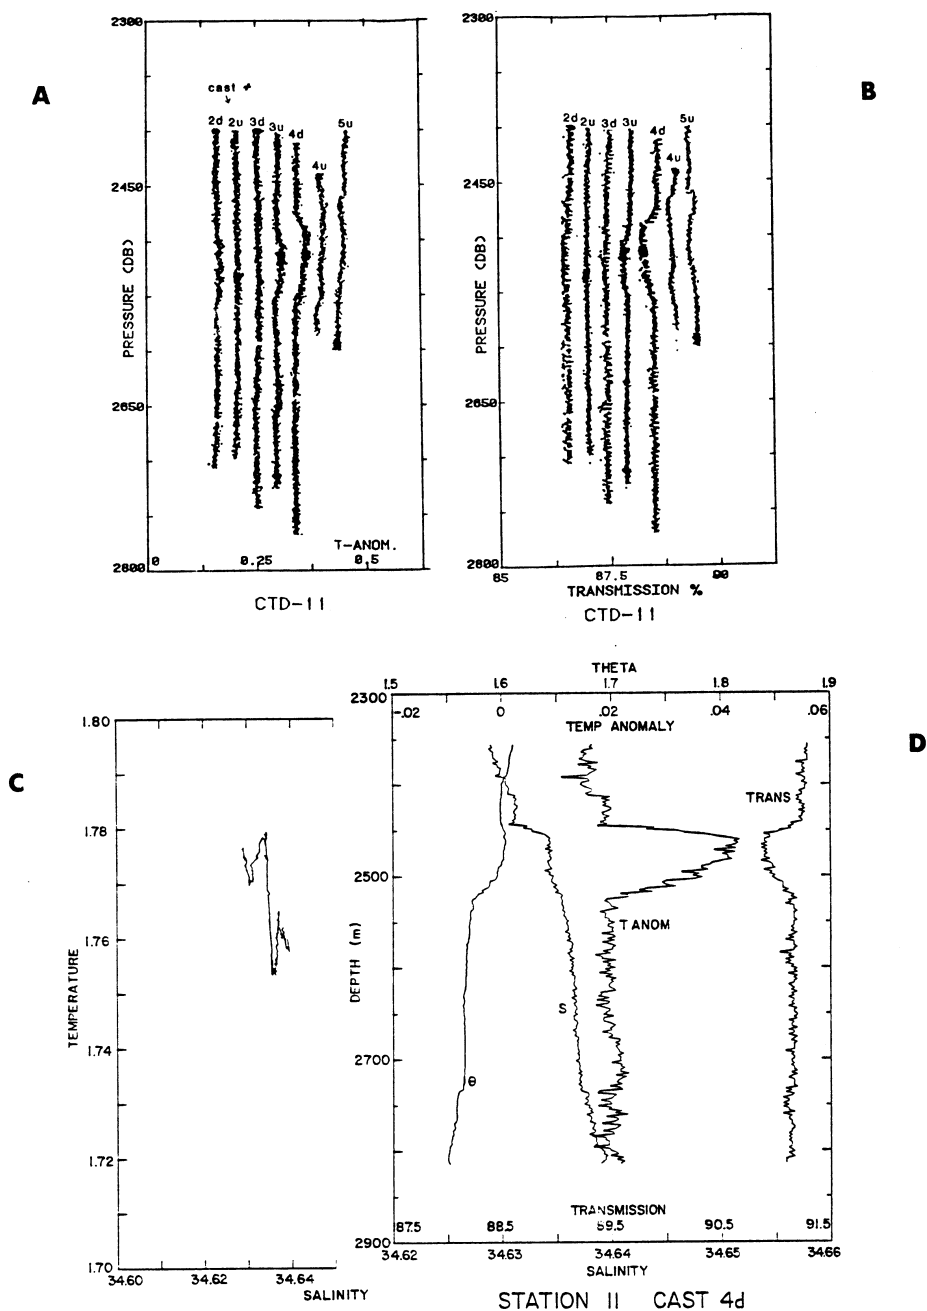 A
2300
2450
2650
2800
PRESSURE (DB)
cast #
2d 2u 3d 3u 4d 4u 5u
T-ANOM.
0 0.25 0.5
CTD-11
B
2300
2450
2650
2800
PRESSURE (DB)
2d 2u 3d 3u 4d 4u 5u
85 87.5 90
TRANSMISSION %
CTD-11
C
1.80
1.78
1.76
1.74
1.72
1.70
TEMPERATURE
34.60 34.62 34.64
SALINITY
D
THETA
1.5 1.6 1.7 1.8 1.9
-.02 0 .02 .04 .06
TEMP ANOMALY
2300
2500
2700
2900
DEPTH (m)
TRANS
T ANOM
S
θ
TRANSMISSION
87.5 88.5 89.5 90.5 91.5
34.62 34.63 34.64 34.65 34.66
SALINITY
STATION 11 CAST 4d